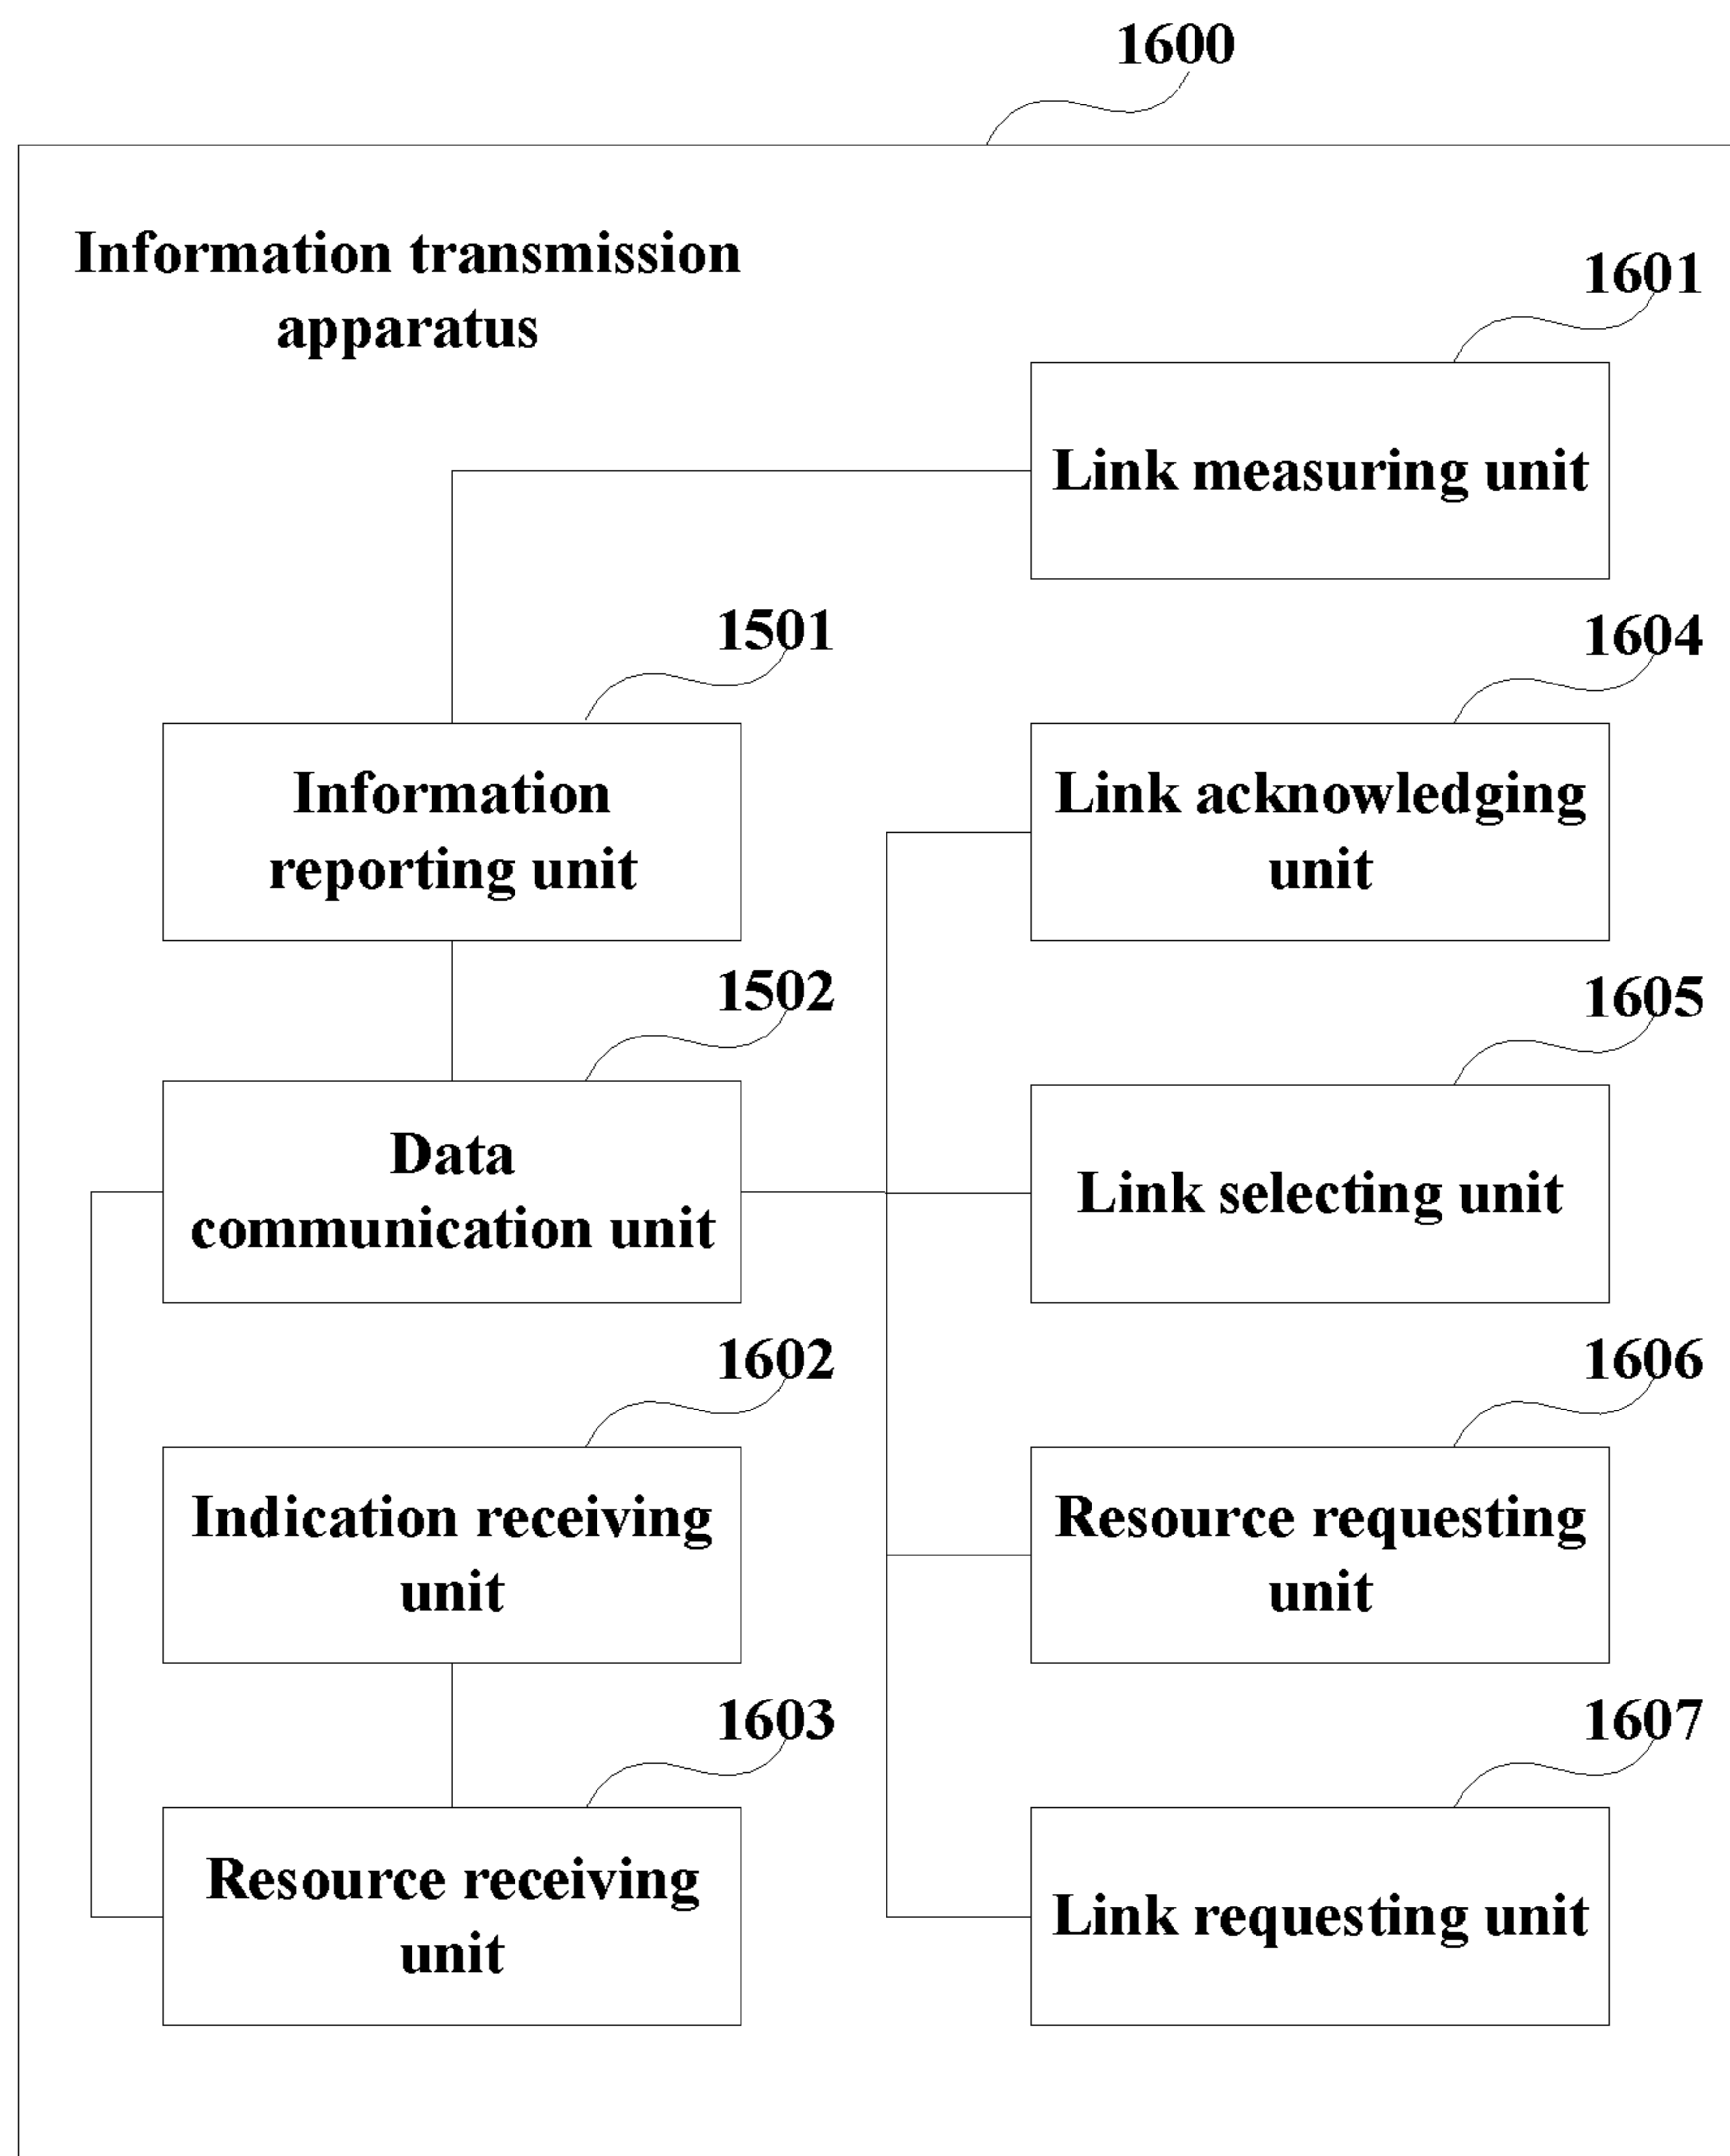 1600
Information transmission
apparatus
1601
Link measuring unit
1501
Information
reporting unit
1604
Link acknowledging
unit
1502
Data
communication unit
1605
Link selecting unit
1602
Indication receiving
unit
1606
Resource requesting
unit
1603
Resource receiving
unit
1607
Link requesting unit